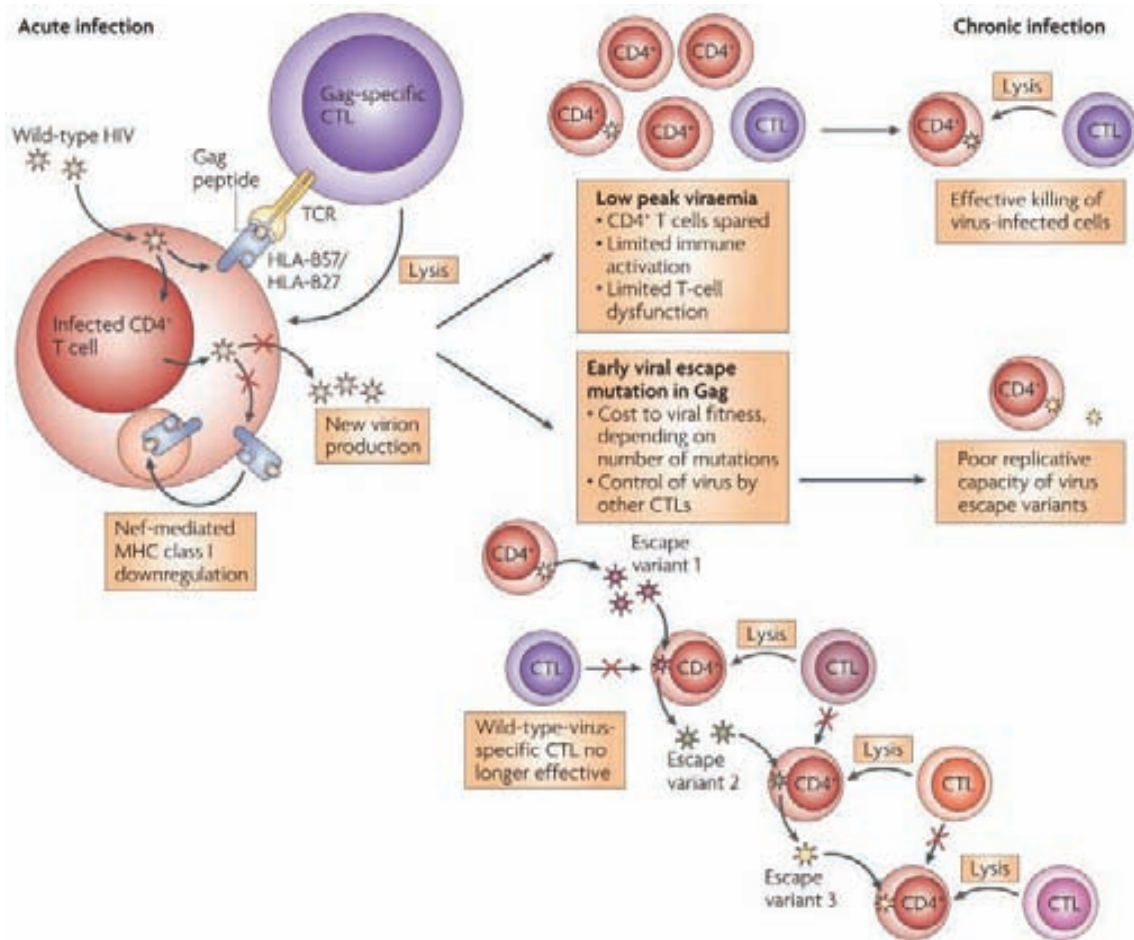 Acute infection
Chronic infection
Gag-specific
CTL
Wild-type HIV
Gag
peptide
TCR
HLA-B57/
HLA-B27
Lysis
Infected CD4⁺
T cell
New virion
production
Nef-mediated
MHC class I
downregulation
CD4⁺
CD4⁺
CD4⁺
CD4⁺
CTL
Low peak viraemia
• CD4⁺ T cells spared
• Limited immune
activation
• Limited T-cell
dysfunction
Lysis
CD4⁺
CTL
Effective killing of
virus-infected cells
Early viral escape
mutation in Gag
• Cost to viral fitness,
depending on
number of mutations
• Control of virus by
other CTLs
CD4⁺
Poor replicative
capacity of virus
escape variants
CD4⁺
Escape
variant 1
CTL
CD4⁺
Lysis
CTL
Wild-type-virus-
specific CTL no
longer effective
Escape
variant 2
CD4⁺
Lysis
CTL
Escape
variant 3
CD4⁺
Lysis
CTL